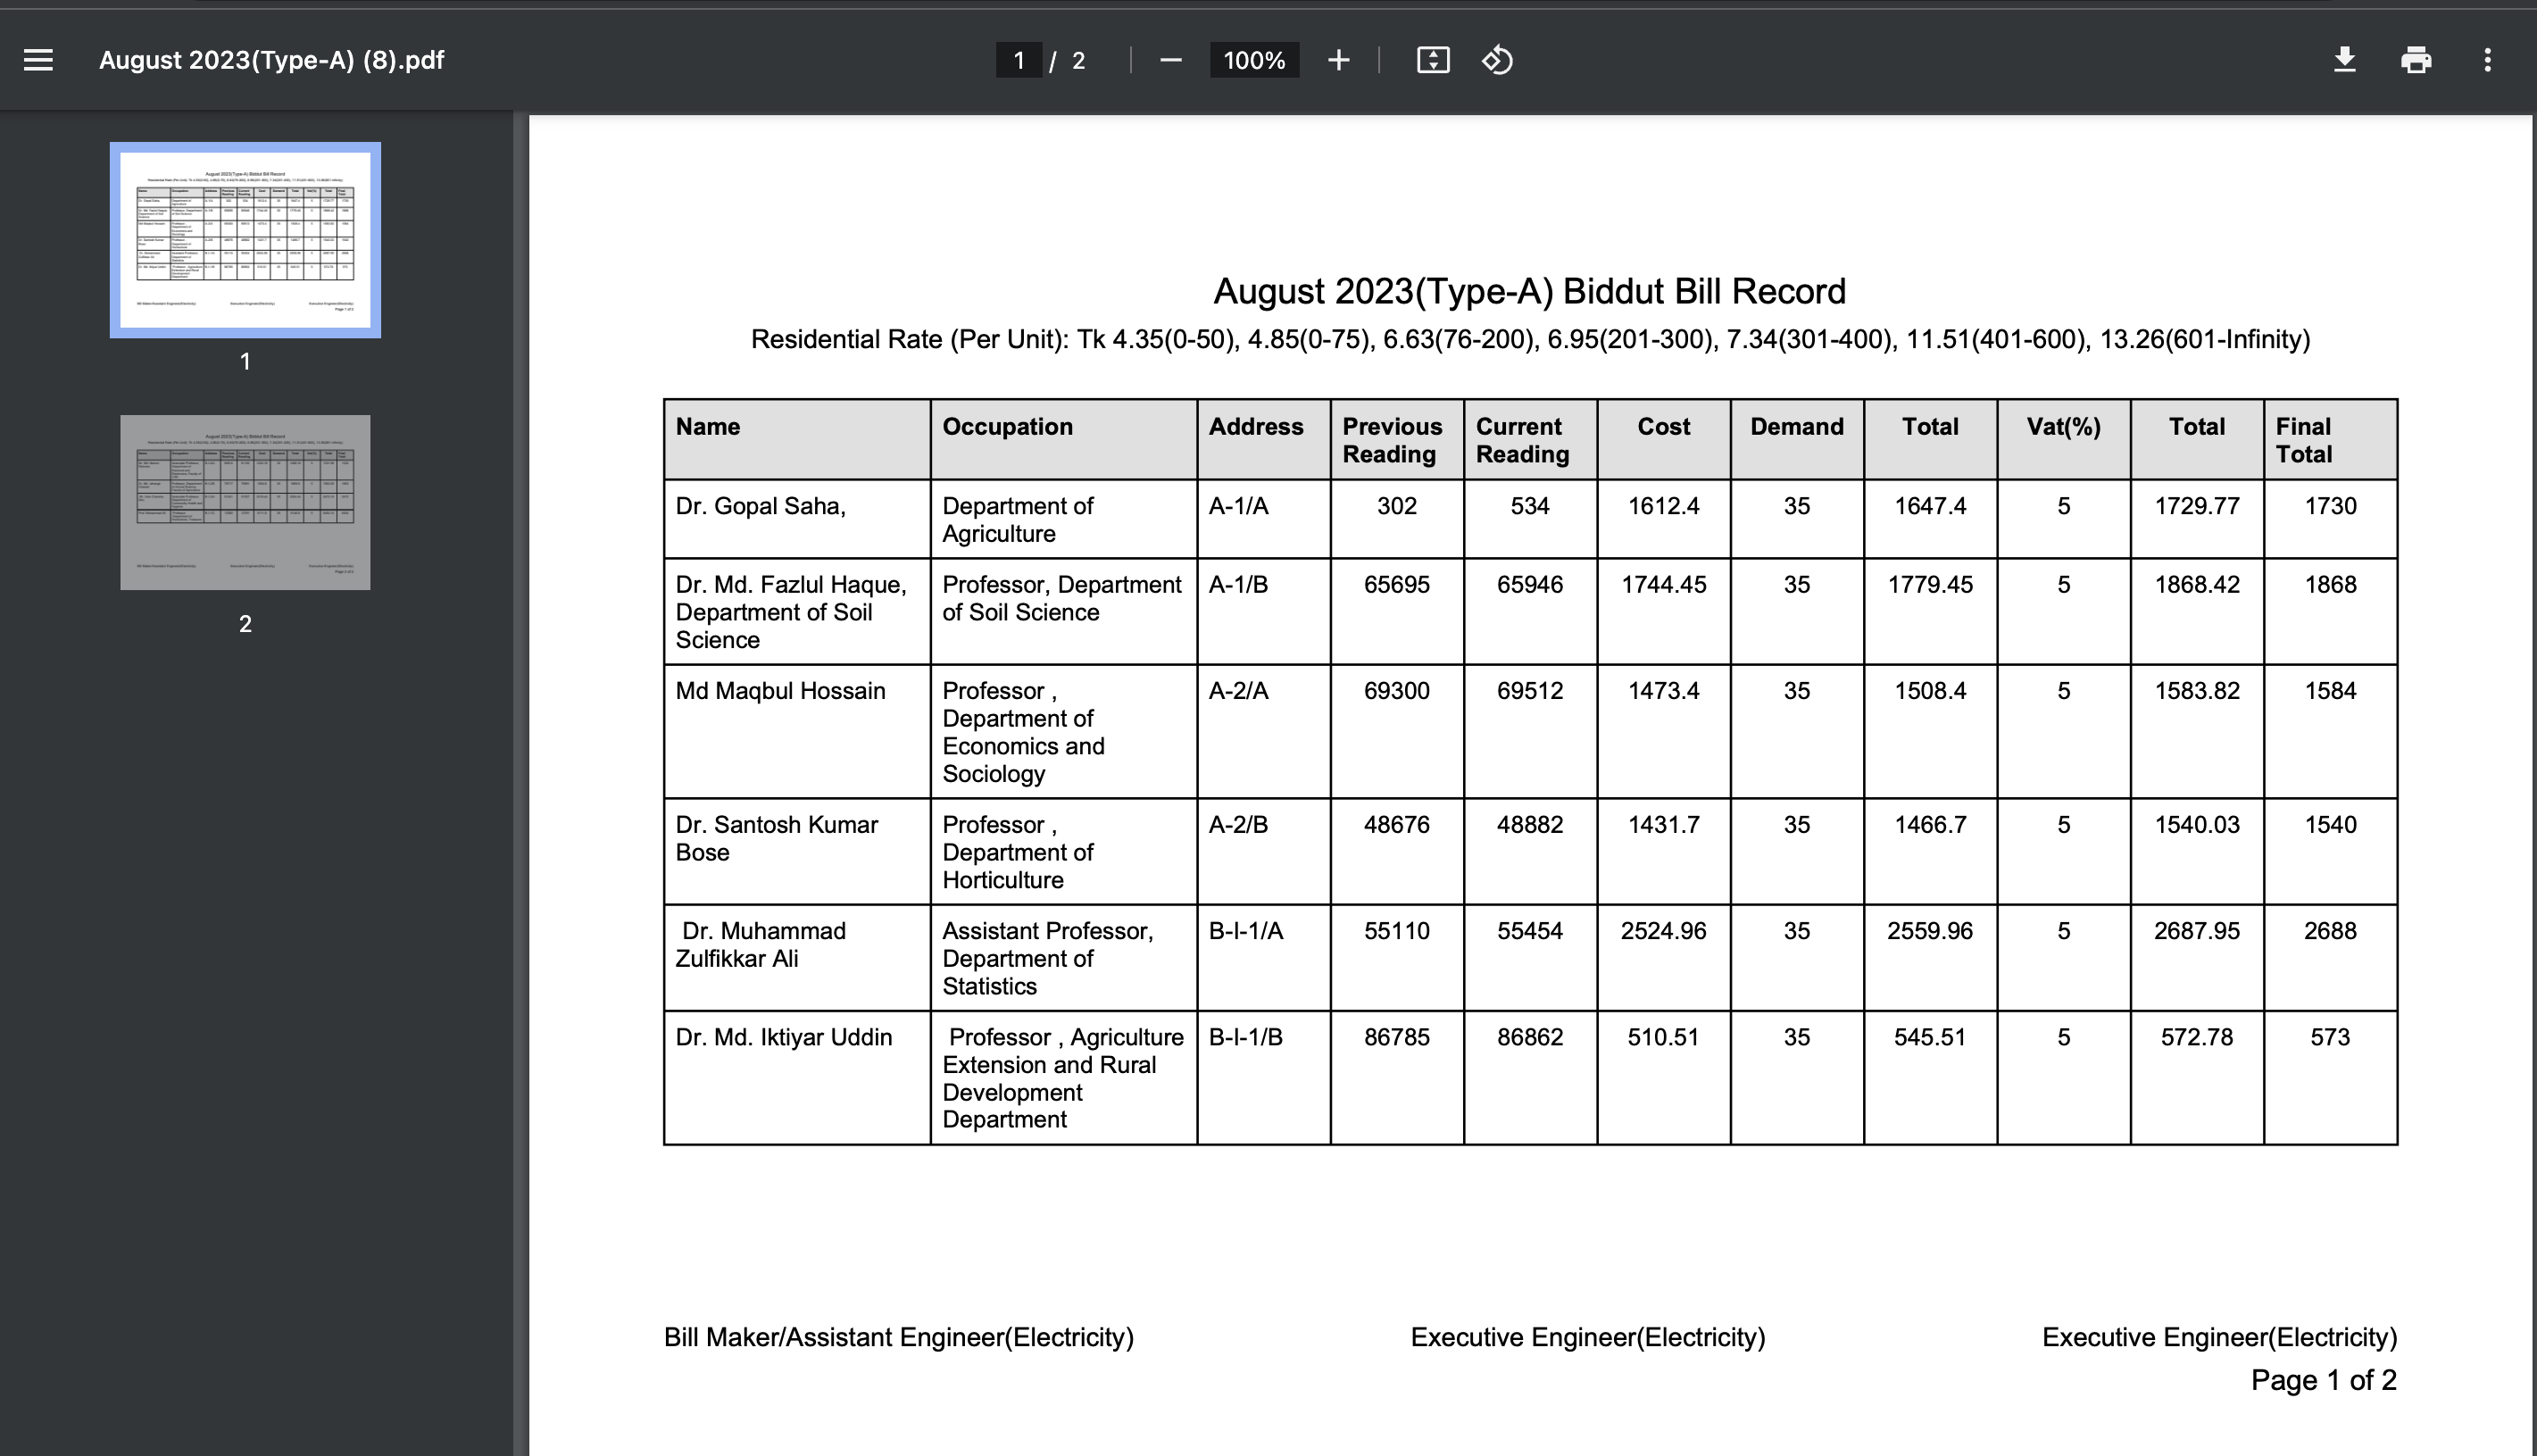 August 2023(Type-A) (8).pdf
1 / 2
100%
1
2
August 2023(Type-A) Biddut Bill Record
Residential Rate (Per Unit): Tk 4.35(0-50), 4.85(0-75), 6.63(76-200), 6.95(201-300), 7.34(301-400), 11.51(401-600), 13.26(601-Infinity)
Name Occupation Address Previous Current Cost Demand Total Vat(%) Total Final
Reading Reading Total
Dr. Gopal Saha, Department of A-1/A 302 534 1612.4 35 1647.4 5 1729.77 1730
Agriculture
Dr. Md. Fazlul Haque, Professor, Department A-1/B 65695 65946 1744.45 35 1779.45 5 1868.42 1868
Department of Soil of Soil Science
Science
Md Maqbul Hossain Professor , A-2/A 69300 69512 1473.4 35 1508.4 5 1583.82 1584
Department of
Economics and
Sociology
Dr. Santosh Kumar Professor , A-2/B 48676 48882 1431.7 35 1466.7 5 1540.03 1540
Bose Department of
Horticulture
Dr. Muhammad Assistant Professor, B-I-1/A 55110 55454 2524.96 35 2559.96 5 2687.95 2688
Zulfikkar Ali Department of
Statistics
Dr. Md. Iktiyar Uddin Professor , Agriculture B-I-1/B 86785 86862 510.51 35 545.51 5 572.78 573
Extension and Rural
Development
Department
Bill Maker/Assistant Engineer(Electricity) Executive Engineer(Electricity) Executive Engineer(Electricity)
Page 1 of 2